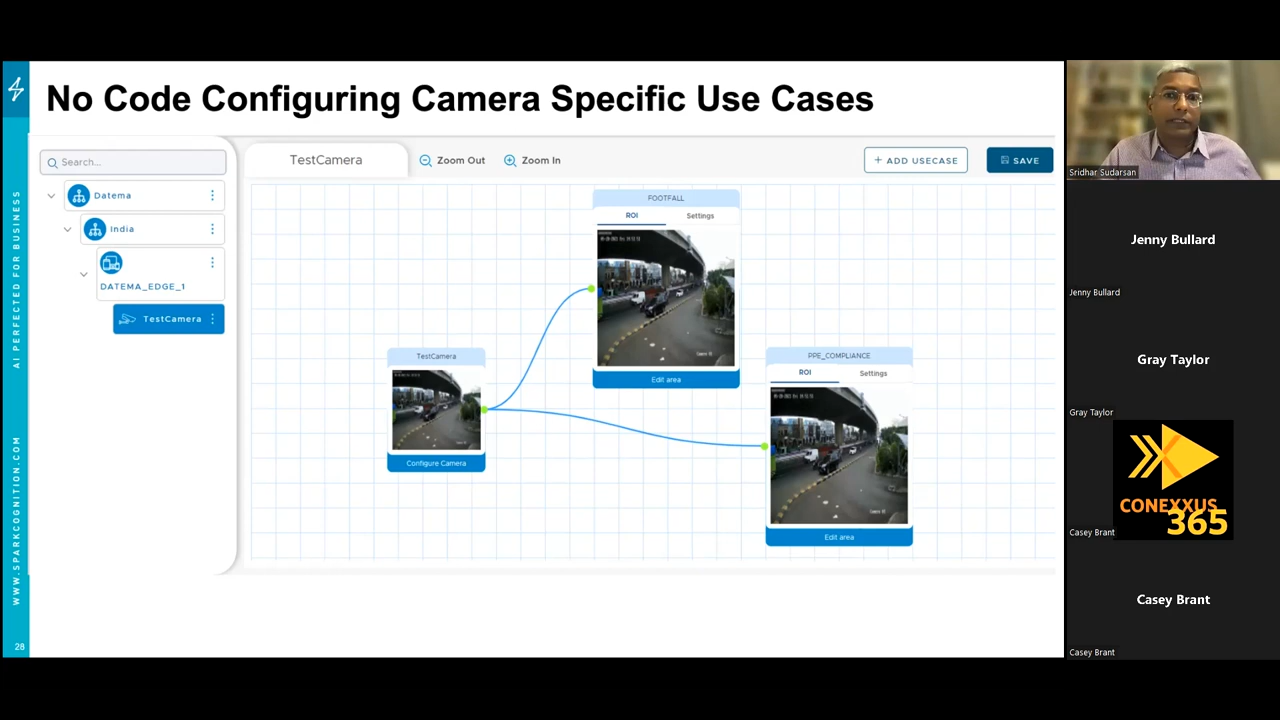 No Code Configuring Camera Specific Use Cases
AI PERFECTED FOR BUSINESS
WWW.SPARKCOGNITION.COM
28
Search...
Datema
India
DATEMA_EDGE_1
TestCamera
TestCamera
Zoom Out
Zoom In
+ ADD USECASE
SAVE
FOOTFALL
ROI
Settings
Edit area
TestCamera
Configure Camera
PPE_COMPLIANCE
ROI
Settings
Edit area
Sridhar Sudarsan
Jenny Bullard
Jenny Bullard
Gray Taylor
Gray Taylor
CONEXXUS
365
Casey Brant
Casey Brant
Casey Brant